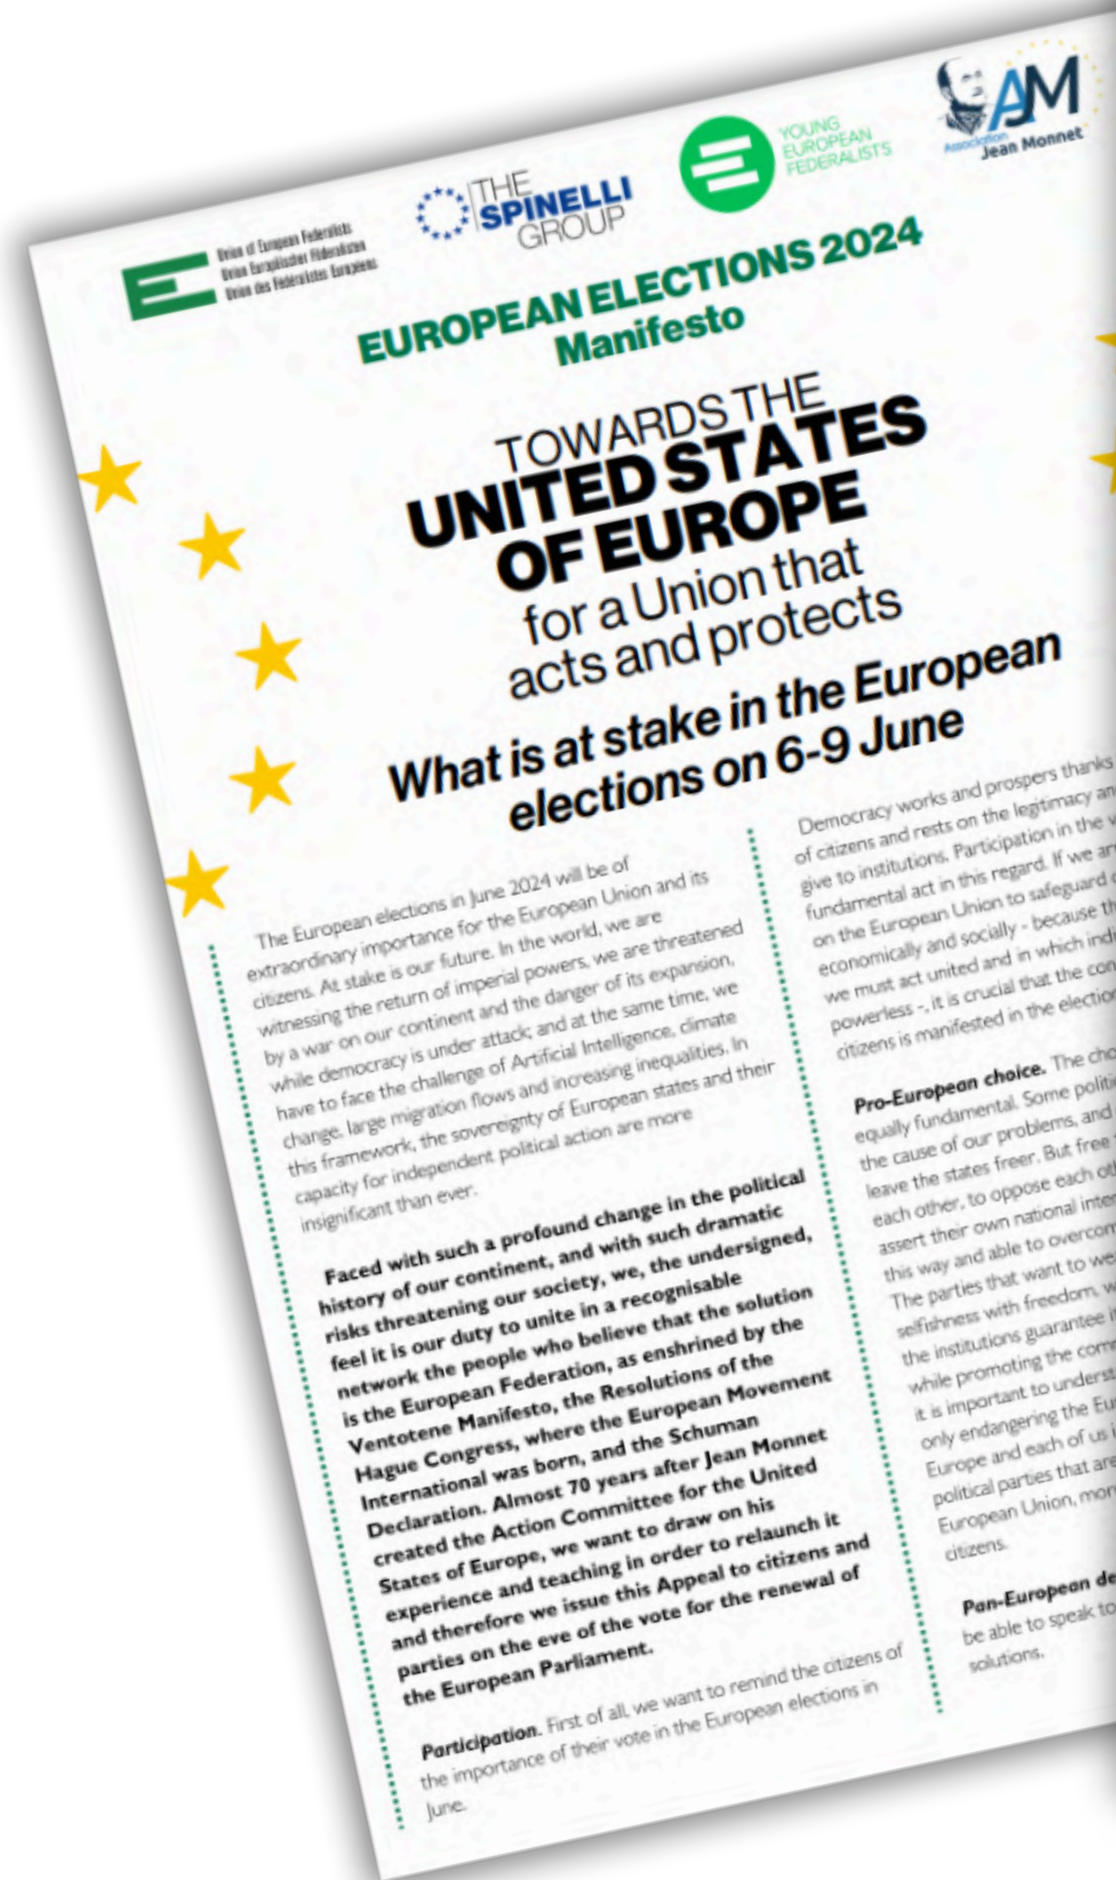 Union of European Federalists
Union Europäischer Föderalisten
Union des Fédéralistes Européens
THE
SPINELLI
GROUP
YOUNG
EUROPEAN
FEDERALISTS
AJM
Association
Jean Monnet
EUROPEAN ELECTIONS 2024
Manifesto
TOWARDS THE
UNITED STATES
OF EUROPE
for a Union that
acts and protects
What is at stake in the European
elections on 6-9 June
The European elections in June 2024 will be of
extraordinary importance for the European Union and its
citizens. At stake is our future. In the world, we are
witnessing the return of imperial powers, we are threatened
by a war on our continent and the danger of its expansion,
while democracy is under attack; and at the same time, we
have to face the challenge of Artificial Intelligence, climate
change, large migration flows and increasing inequalities. In
this framework, the sovereignty of European states and their
capacity for independent political action are more
insignificant than ever.
Faced with such a profound change in the political
history of our continent, and with such dramatic
risks threatening our society, we, the undersigned,
feel it is our duty to unite in a recognisable
network the people who believe that the solution
is the European Federation, as enshrined by the
Ventotene Manifesto, the Resolutions of the
Hague Congress, where the European Movement
International was born, and the Schuman
Declaration. Almost 70 years after Jean Monnet
created the Action Committee for the United
States of Europe, we want to draw on his
experience and teaching in order to relaunch it
and therefore we issue this Appeal to citizens and
parties on the eve of the vote for the renewal of
the European Parliament.
Participation. First of all, we want to remind the citizens of
the importance of their vote in the European elections in
June.
Democracy works and prospers thanks
of citizens and rests on the legitimacy
give to institutions. Participation in the
fundamental act in this regard. If we
on the European Union to safeguard
economically and socially - because
we must act united and in which
powerless -, it is crucial that the
citizens is manifested in the
Pro-European choice. The
equally fundamental. Some
the cause of our problems, and
leave the states freer. But free
each other, to oppose each
assert their own national
this way and able to
The parties that want to
selfishness with freedom,
the institutions guarantee
while promoting the
it is important to
only endangering the
Europe and each of us
political parties that are
European Union,
citizens.
Pan-European
be able to speak to
solutions.